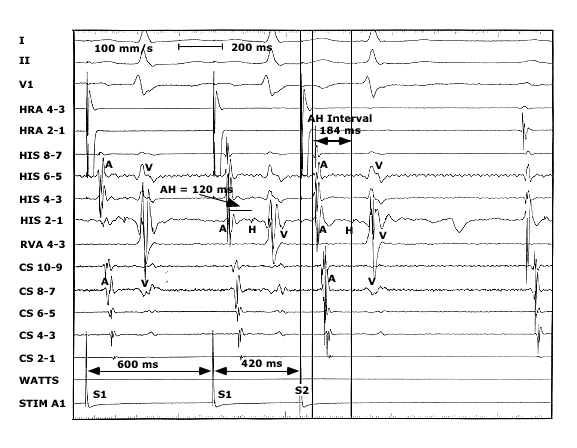 I
100 mm/s 200 ms
II
V1
HRA 4-3
AH Interval
HRA 2-1
184 ms
HIS 8-7
A V A V
HIS 6-5
AH = 120 ms
HIS 4-3
HIS 2-1
A H V A H V
RVA 4-3
CS 10-9
A V A V
CS 8-7
CS 6-5
CS 4-3
CS 2-1
600 ms 420 ms
WATTS
S1 S1 S2
STIM A1